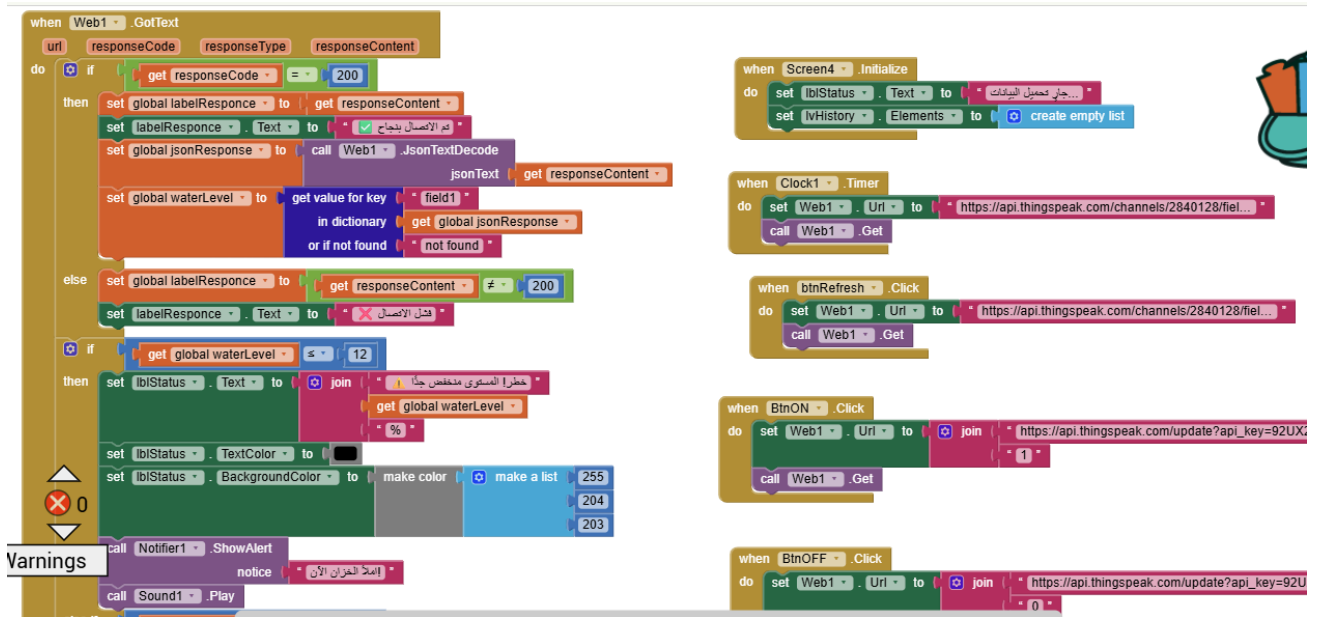 when Web1 .GotText
url responseCode responseType responseContent
do if get responseCode = 200
then set global labelResponce to get responseContent
set labelResponce . Text to " تم الاتصال بنجاح ✅ "
set global jsonResponse to call Web1 .JsonTextDecode
jsonText get responseContent
set global waterLevel to get value for key " field1 "
in dictionary get global jsonResponse
or if not found " not found "
else set global labelResponce to get responseContent ≠ 200
set labelResponce . Text to " فشل الاتصال ❌ "
if get global waterLevel ≤ 12
then set lblStatus . Text to join " خطر! المستوى منخفض جدًا ⚠️ "
get global waterLevel
" % "
set lblStatus . TextColor to
set lblStatus . BackgroundColor to make color make a list 255
204
203
call Notifier1 .ShowAlert
notice " إملأ الخزان الآن! "
call Sound1 .Play
0
Warnings
when Screen4 .Initialize
do set lblStatus . Text to " جارٍ تحميل البيانات... "
set lvHistory . Elements to create empty list
when Clock1 .Timer
do set Web1 . Url to " https://api.thingspeak.com/channels/2840128/fiel... "
call Web1 .Get
when btnRefresh .Click
do set Web1 . Url to " https://api.thingspeak.com/channels/2840128/fiel... "
call Web1 .Get
when BtnON .Click
do set Web1 . Url to join " https://api.thingspeak.com/update?api_key=92UX
" 1 "
call Web1 .Get
when BtnOFF .Click
do set Web1 . Url to join " https://api.thingspeak.com/update?api_key=92U
" 0 "